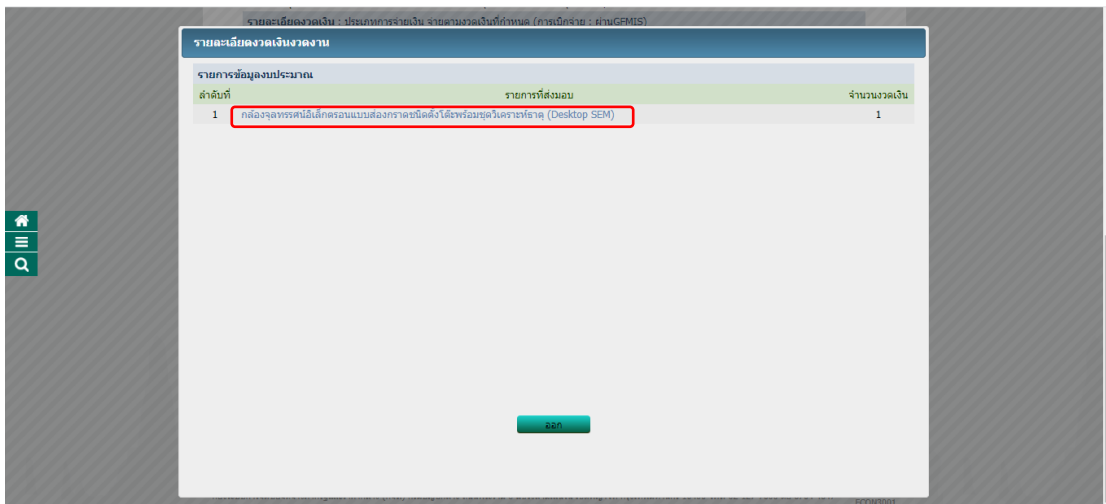 รายละเอียดงวดเงิน : ประเภทการจ่ายเงิน จ่ายตามงวดเงินที่กำหนด (การเบิกจ่าย : ผ่านGFMIS)
รายละเอียดงวดเงินงวดงาน
รายการข้อมูลงบประมาณ
ลำดับที่ รายการที่ส่งมอบ จำนวนงวดเงิน
1 กล้องจุลทรรศน์อิเล็กตรอนแบบส่องกราดชนิดตั้งโต๊ะพร้อมชุดวิเคราะห์ธาตุ (Desktop SEM) 1
ออก